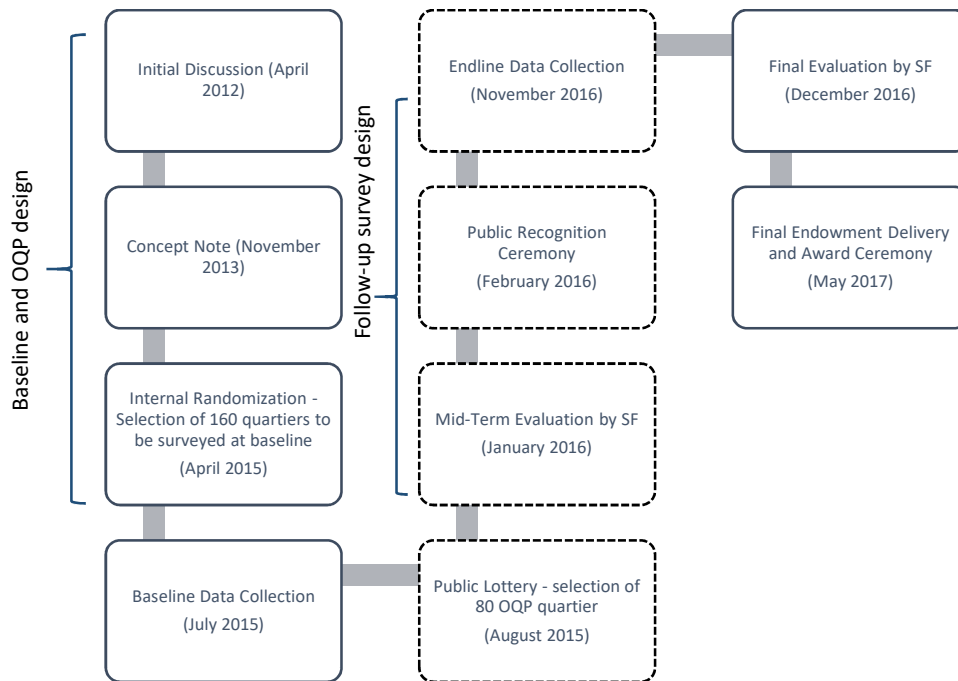 Baseline and OQP design
Initial Discussion (April
2012)
Concept Note (November
2013)
Internal Randomization -
Selection of 160 quartiers to
be surveyed at baseline
(April 2015)
Baseline Data Collection
(July 2015)
Follow-up survey design
Endline Data Collection
(November 2016)
Public Recognition
Ceremony
(February 2016)
Mid-Term Evaluation by SF
(January 2016)
Public Lottery - selection of
80 OQP quartier
(August 2015)
Final Evaluation by SF
(December 2016)
Final Endowment Delivery
and Award Ceremony
(May 2017)